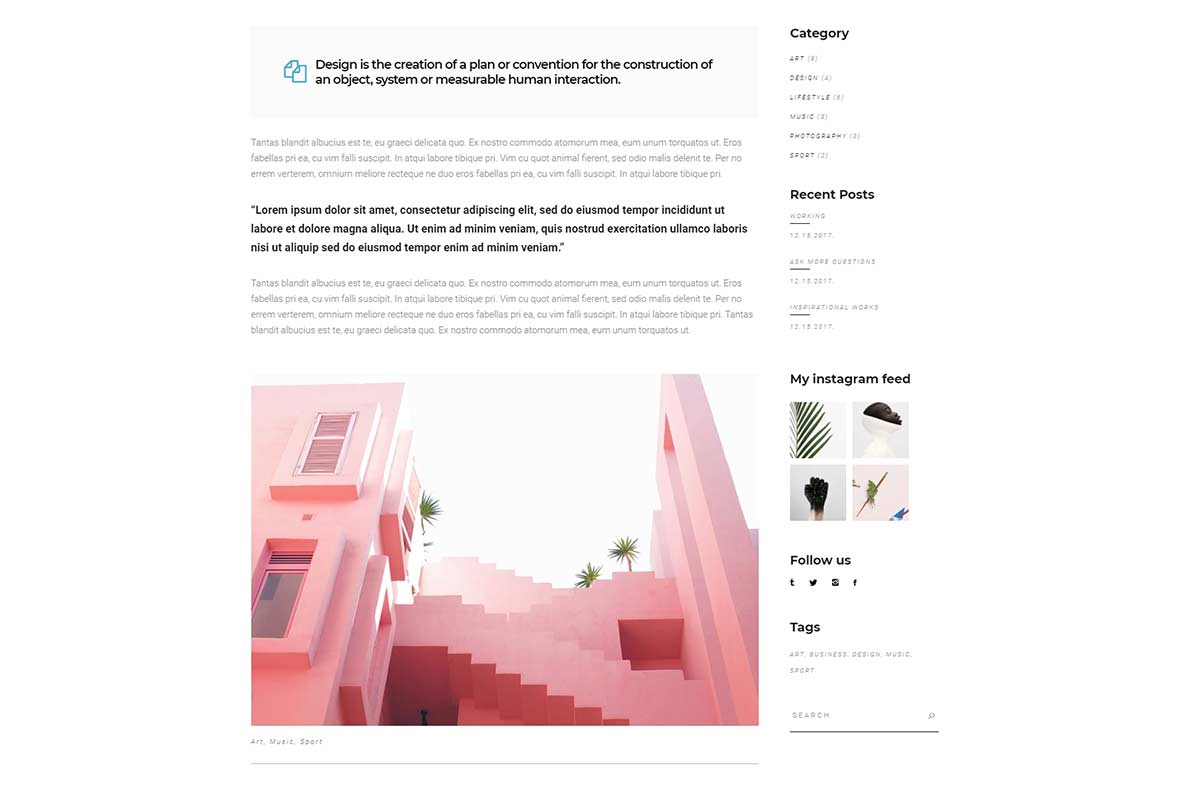 Design is the creation of a plan or convention for the construction of
an object, system or measurable human interaction.
Tantas blandit albucius est te, eu graeci delicata quo. Ex nostro commodo atomorum mea, eum unum torquatos ut. Eros
fabellas pri ea, cu vim falli suscipit. In atqui labore tibique pri. Vim cu quot animal fierent, sed odio malis delenit te. Per no
errem verterem, omnium meliore recteque ne duo eros fabellas pri ea, cu vim falli suscipit. In atqui labore tibique pri.
“Lorem ipsum dolor sit amet, consectetur adipiscing elit, sed do eiusmod tempor incididunt ut
labore et dolore magna aliqua. Ut enim ad minim veniam, quis nostrud exercitation ullamco laboris
nisi ut aliquip sed do eiusmod tempor enim ad minim veniam.“
Tantas blandit albucius est te, eu graeci delicata quo. Ex nostro commodo atomorum mea, eum unum torquatos ut. Eros
fabellas pri ea, cu vim falli suscipit. In atqui labore tibique pri. Vim cu quot animal fierent, sed odio malis delenit te. Per no
errem verterem, omnium meliore recteque ne duo eros fabellas pri ea, cu vim falli suscipit. In atqui labore tibique pri. Tantas
blandit albucius est te, eu graeci delicata quo. Ex nostro commodo atomorum mea, eum unum torquatos ut.
Art, Music, Sport
Category
ART (9)
DESIGN (4)
LIFESTYLE (6)
MUSIC (3)
PHOTOGRAPHY (3)
SPORT (2)
Recent Posts
WORKING
12.15.2017.
ASK MORE QUESTIONS
12.15.2017.
INSPIRATIONAL WORKS
12.15.2017.
My instagram feed
Follow us
Tags
ART, BUSINESS, DESIGN, MUSIC,
SPORT
SEARCH